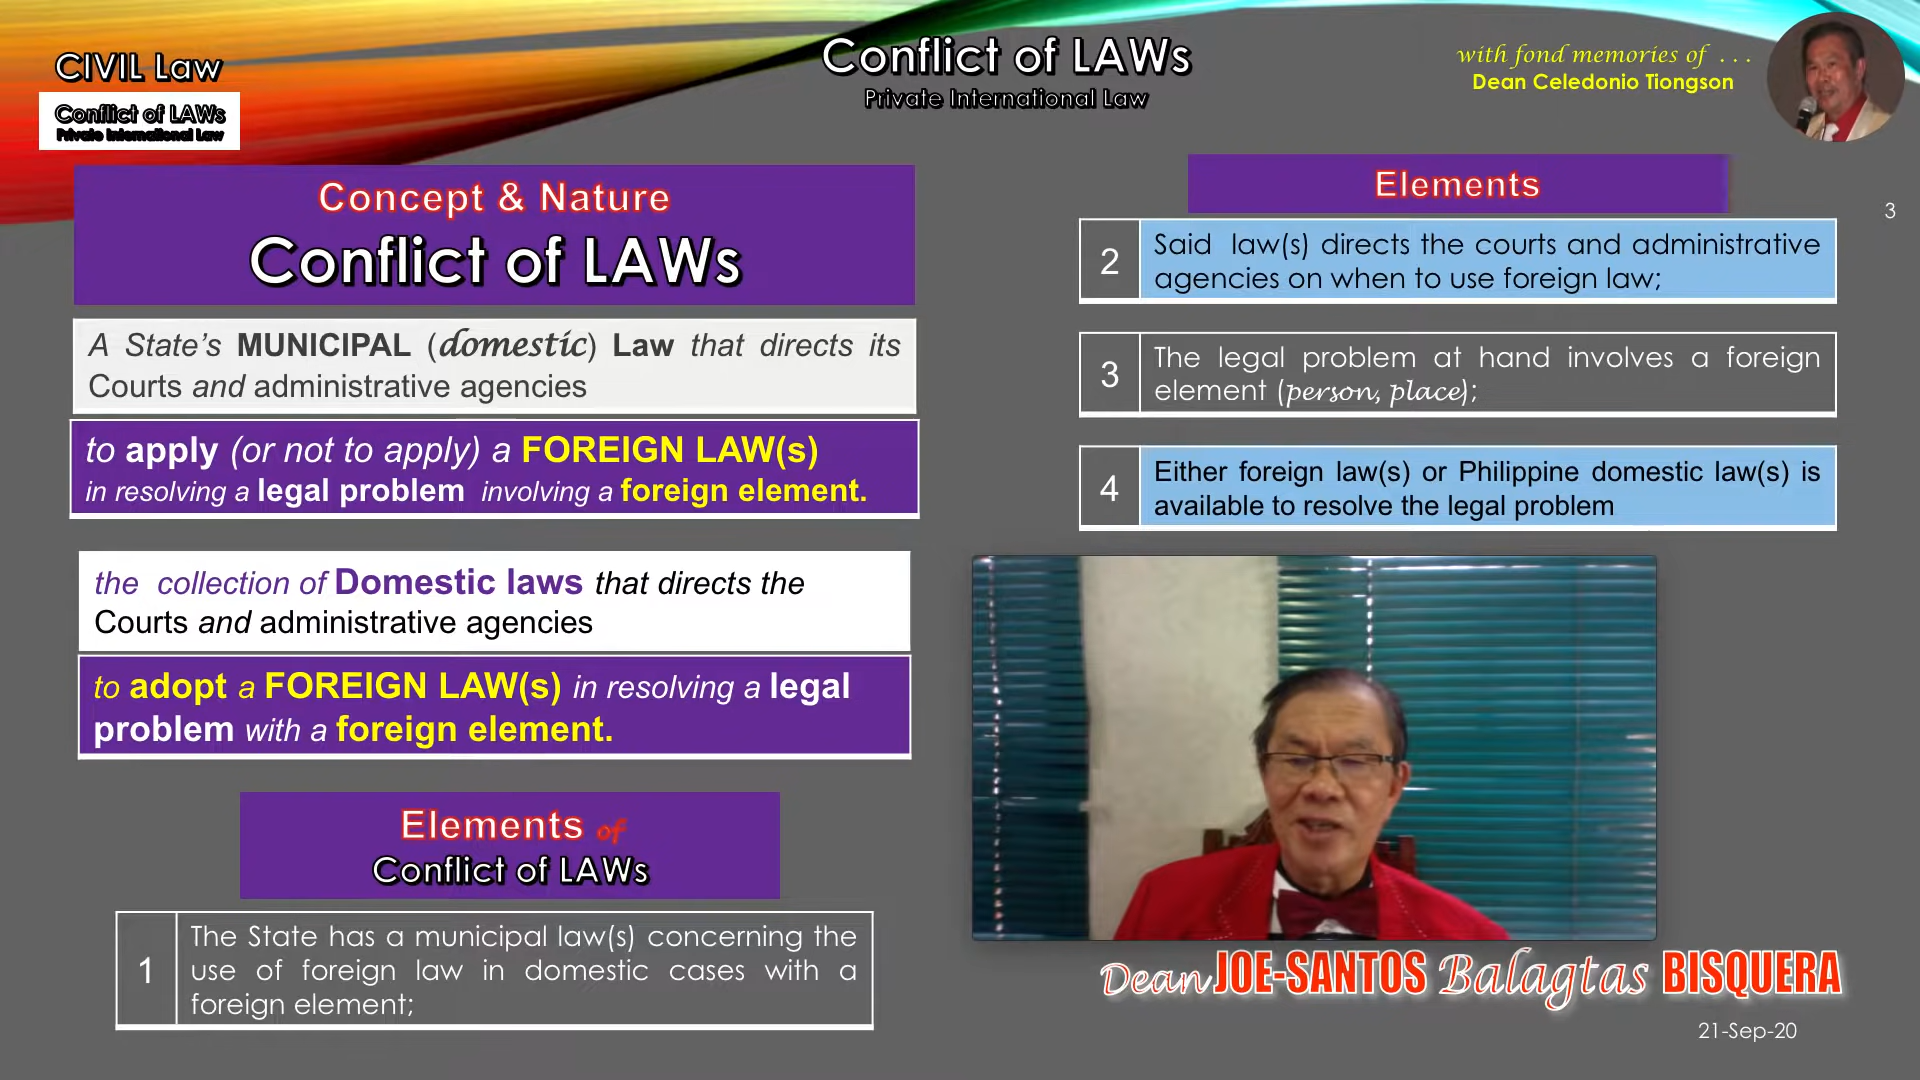 CIVIL Law
Conflict of LAWs
Private International Law
Conflict of LAWs
Private International Law
with fond memories of . . .
Dean Celedonio Tiongson
3
Concept & Nature
Conflict of LAWs
A State’s MUNICIPAL (domestic) Law that directs its
Courts and administrative agencies
to apply (or not to apply) a FOREIGN LAW(s)
in resolving a legal problem involving a foreign element.
the collection of Domestic laws that directs the
Courts and administrative agencies
to adopt a FOREIGN LAW(s) in resolving a legal
problem with a foreign element.
Elements of
Conflict of LAWs
1
The State has a municipal law(s) concerning the
use of foreign law in domestic cases with a
foreign element;
Elements
2
Said law(s) directs the courts and administrative
agencies on when to use foreign law;
3
The legal problem at hand involves a foreign
element (person, place);
4
Either foreign law(s) or Philippine domestic law(s) is
available to resolve the legal problem
Dean JOE-SANTOS Balagtas BISQUERA
21-Sep-20